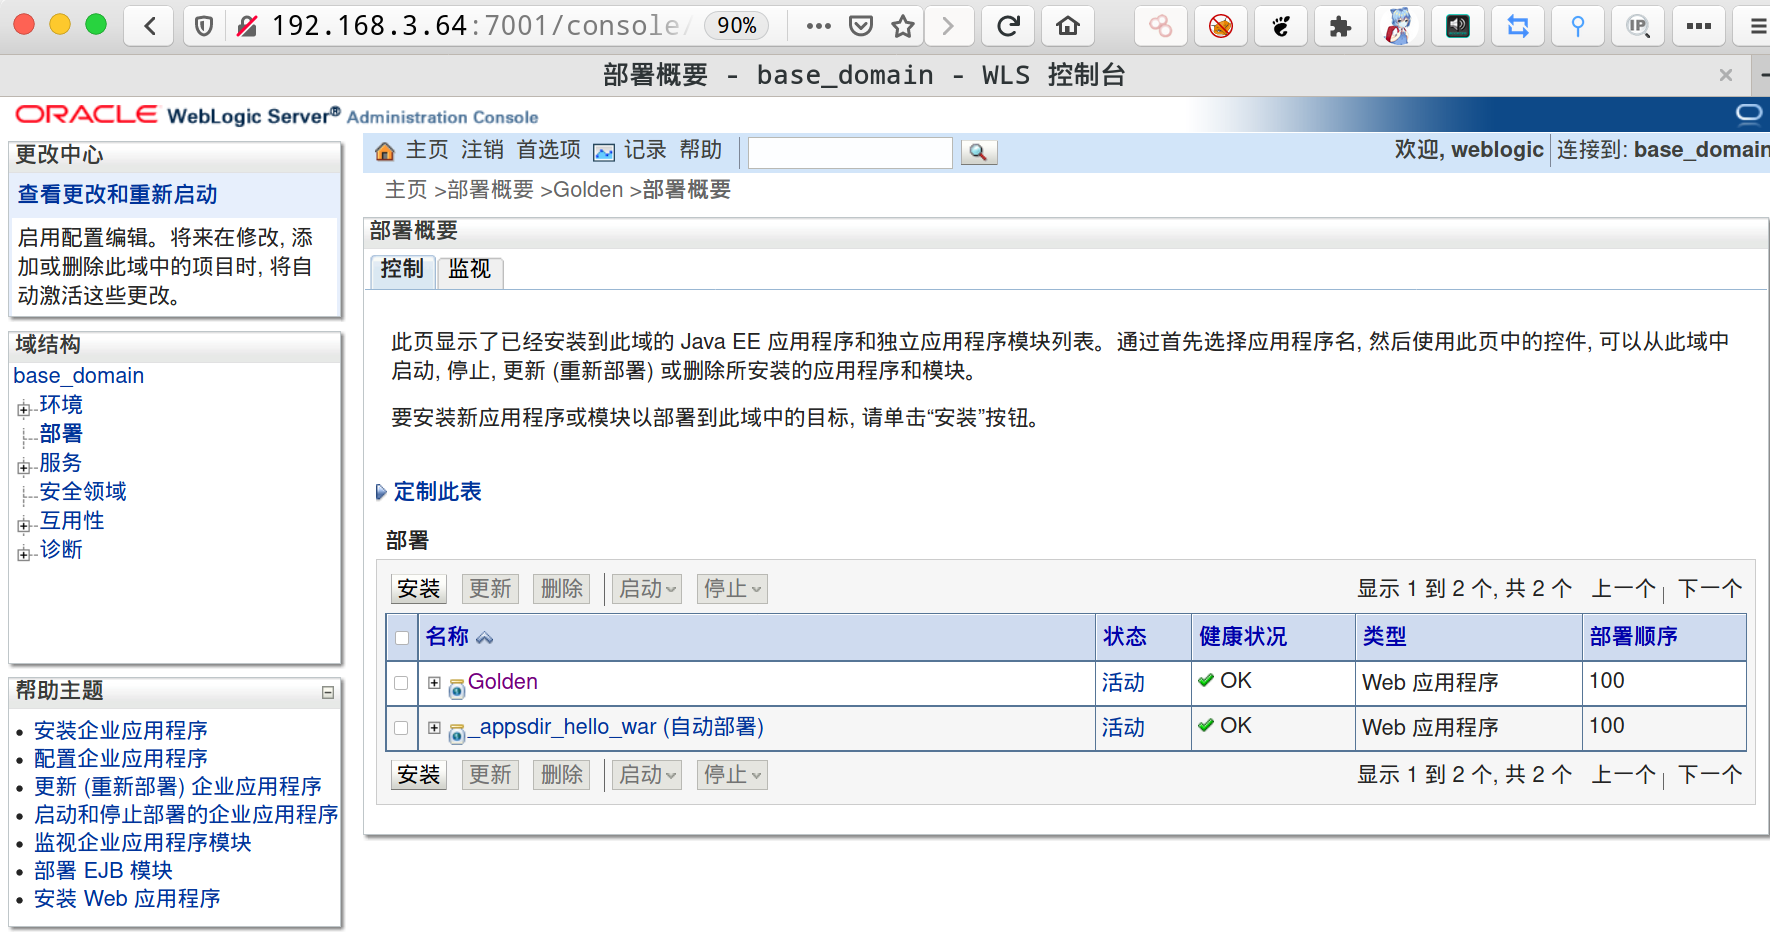 192.168.3.64:7001/console/
90%
部署概要 - base_domain - WLS 控制台
ORACLE WebLogic Server® Administration Console
更改中心
查看更改和重新启动
启用配置编辑。将来在修改, 添
加或删除此域中的项目时, 将自
动激活这些更改。
域结构
base_domain
环境
部署
服务
安全领域
互用性
诊断
帮助主题
安装企业应用程序
配置企业应用程序
更新 (重新部署) 企业应用程序
启动和停止部署的企业应用程序
监视企业应用程序模块
部署 EJB 模块
安装 Web 应用程序
主页 注销 首选项 记录 帮助
欢迎, weblogic 连接到: base_domain
主页 >部署概要 >Golden >部署概要
部署概要
控制 监视
此页显示了已经安装到此域的 Java EE 应用程序和独立应用程序模块列表。通过首先选择应用程序名, 然后使用此页中的控件, 可以从此域中
启动, 停止, 更新 (重新部署) 或删除所安装的应用程序和模块。
要安装新应用程序或模块以部署到此域中的目标, 请单击“安装”按钮。
定制此表
部署
安装 更新 删除 启动 停止 显示 1 到 2 个, 共 2 个 上一个 下一个
名称 状态 健康状况 类型 部署顺序
Golden 活动 OK Web 应用程序 100
_appsdir_hello_war (自动部署) 活动 OK Web 应用程序 100
安装 更新 删除 启动 停止 显示 1 到 2 个, 共 2 个 上一个 下一个
IP